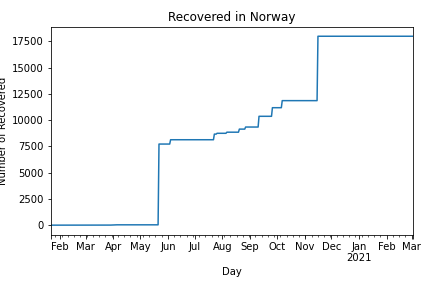 Recovered in Norway
Number of Recovered
17500
15000
12500
10000
7500
5000
2500
0
Feb Mar Apr May Jun Jul Aug Sep Oct Nov Dec Jan Feb Mar
2021
Day